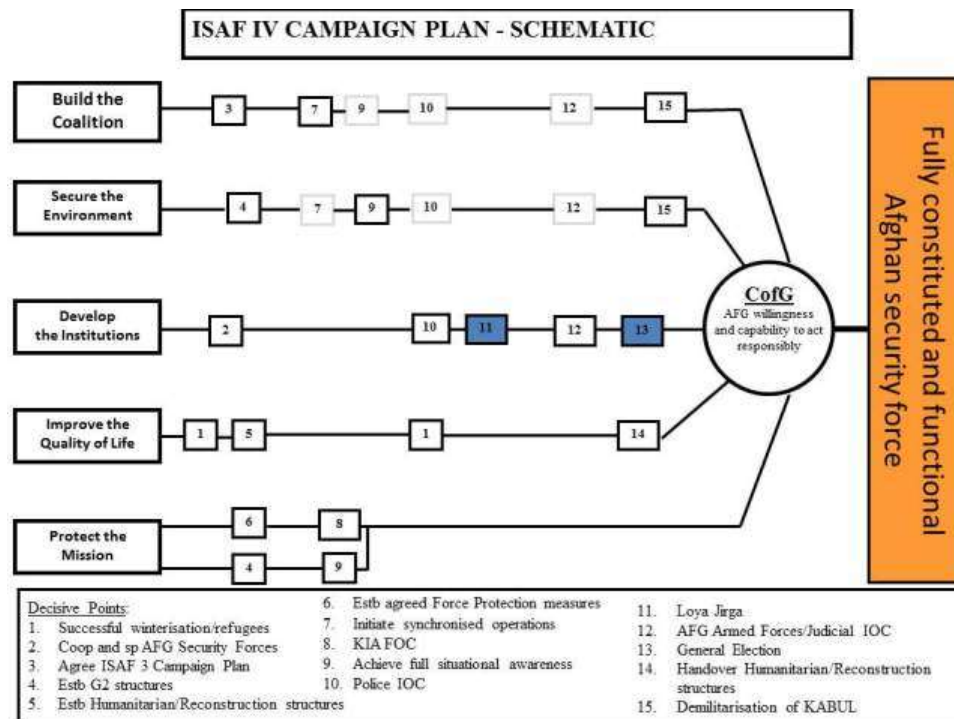 ISAF IV CAMPAIGN PLAN - SCHEMATIC
Build the
Coalition
3 7 9 10 12 15
Secure the
Environment
4 7 9 10 12 15
Develop
the Institutions
2 10 11 12 13
Improve the
Quality of Life
1 5 1 14
Protect the
Mission
6 8
4 9
CofG
AFG willingness
and capability to act
responsibly
Fully constituted and functional
Afghan security force
Decisive Points:
1. Successful winterisation/refugees
2. Coop and sp AFG Security Forces
3. Agree ISAF 3 Campaign Plan
4. Estb G2 structures
5. Estb Humanitarian/Reconstruction structures
6. Estb agreed Force Protection measures
7. Initiate synchronised operations
8. KIA FOC
9. Achieve full situational awareness
10. Police IOC
11. Loya Jirga
12. AFG Armed Forces/Judicial IOC
13. General Election
14. Handover Humanitarian/Reconstruction
structures
15. Demilitarisation of KABUL